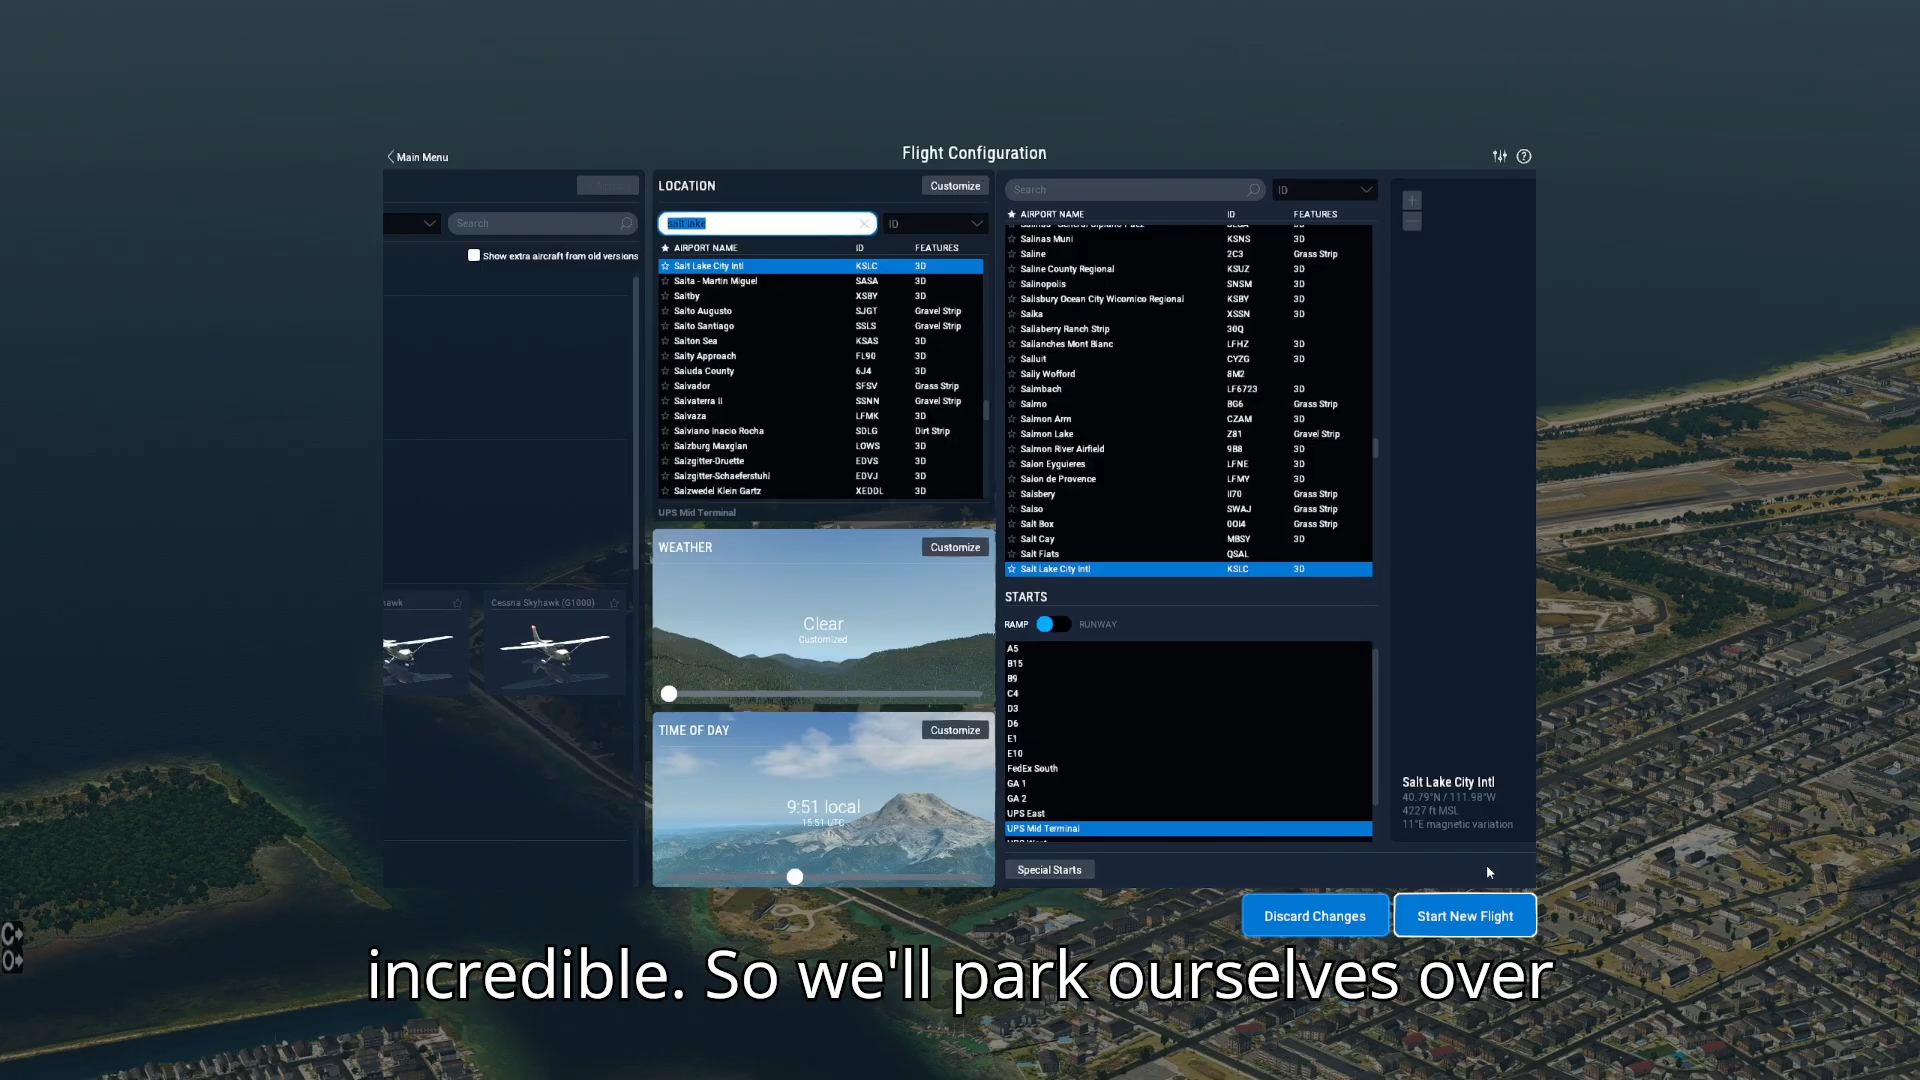 Main Menu
Flight Configuration
LOCATION
Customize
Search
ID
Search
salt lake
ID
Show extra aircraft from old versions
AIRPORT NAME ID FEATURES
Salt Lake City Intl KSLC 3D
Salta - Martin Miguel SASA 3D
Saltby XSBY 3D
Salto Augusto SJGT Gravel Strip
Salto Santiago SSLS Gravel Strip
Salton Sea KSAS 3D
Salty Approach FL90 3D
Saluda County 6J4 3D
Salvador SFSV Grass Strip
Salvaterra II SSNN Gravel Strip
Salvaza LFMK 3D
Salviano Inacio Rocha SDLG Dirt Strip
Salzburg Maxglan LOWS 3D
Salzgitter-Druette EDVS 3D
Salzgitter-Schaeferstuhl EDVJ 3D
Salzwedel Klein Gartz XEDDL 3D
UPS Mid Terminal
AIRPORT NAME ID FEATURES
Salinas Muni KSNS 3D
Saline 2C3 Grass Strip
Saline County Regional KSUZ 3D
Salinopolis SNSM 3D
Salisbury Ocean City Wicomico Regional KSBY 3D
Salka XSSN 3D
Sallaberry Ranch Strip 30Q
Sallanches Mont Blanc LFHZ 3D
Salluit CYZG 3D
Sally Wofford 8M2
Salmbach LF6723 3D
Salmo BG6 Grass Strip
Salmon Arm CZAM 3D
Salmon Lake Z81 Gravel Strip
Salmon River Airfield 9B8 3D
Salon Eyguieres LFNE 3D
Salon de Provence LFMY 3D
Salsbery II70 Grass Strip
Salso SWAJ Grass Strip
Salt Box 0OI4 Grass Strip
Salt Cay MBSY 3D
Salt Flats QSAL
Salt Lake City Intl KSLC 3D
WEATHER
Customize
Clear
Customized
TIME OF DAY
Customize
9:51 local
15:51 UTC
hawk
Cessna Skyhawk (G1000)
STARTS
RAMP RUNWAY
A5
B15
B9
C4
D3
D6
E1
E10
FedEx South
GA 1
GA 2
UPS East
UPS Mid Terminal
Special Starts
Salt Lake City Intl
40.79°N / 111.98°W
4227 ft MSL
11°E magnetic variation
Discard Changes
Start New Flight
incredible. So we'll park ourselves over